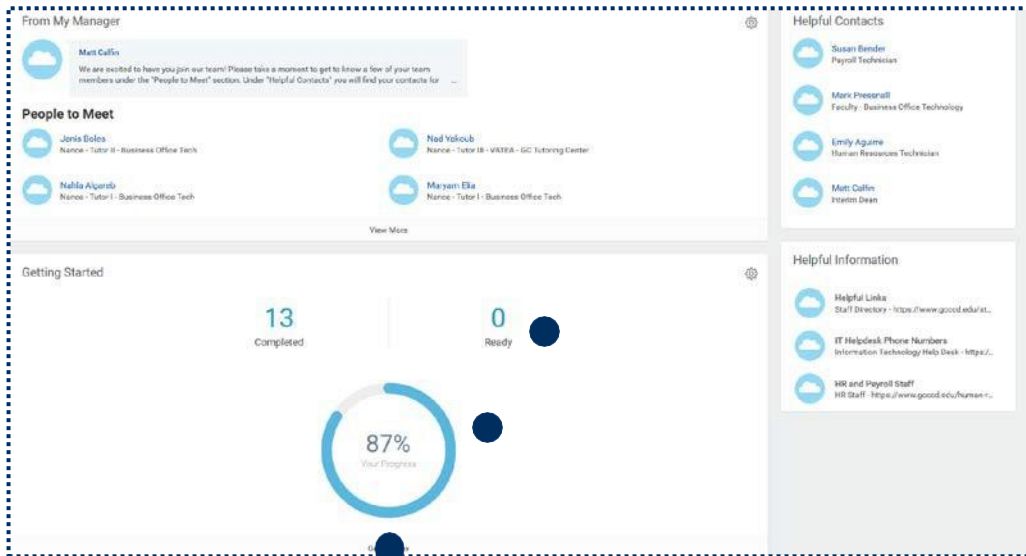 From My Manager
Matt Calfin
We are excited to have you join our team! Please take a moment to get to know a few of your team
members under the "People to Meet" section. Under "Helpful Contacts" you will find your contacts for ...
People to Meet
Jenis Boles
Nance - Tutor II - Business Office Tech
Nad Yakoub
Nance - Tutor III - VATEA - GC Tutoring Center
Nahla
Nance - Tutor I - Business Office Tech
Maryam Elia
Nance - Tutor I - Business Office Tech
View More
Getting Started
13
Completed
0
Ready
87%
Your Progress
Helpful Contacts
Susan Bender
Payroll Technician
Mark Pressnall
Faculty - Business Office Technology
Emily Aguirre
Human Resources Technician
Matt Calfin
Interim Dean
Helpful Information
Helpful Links
Staff Directory - https://www.gcccd.edu/st...
IT Helpdesk Phone Numbers
Information Technology Help Desk - https:/...
HR and Payroll Staff
HR Staff - https://www.gcccd.edu/human-r...